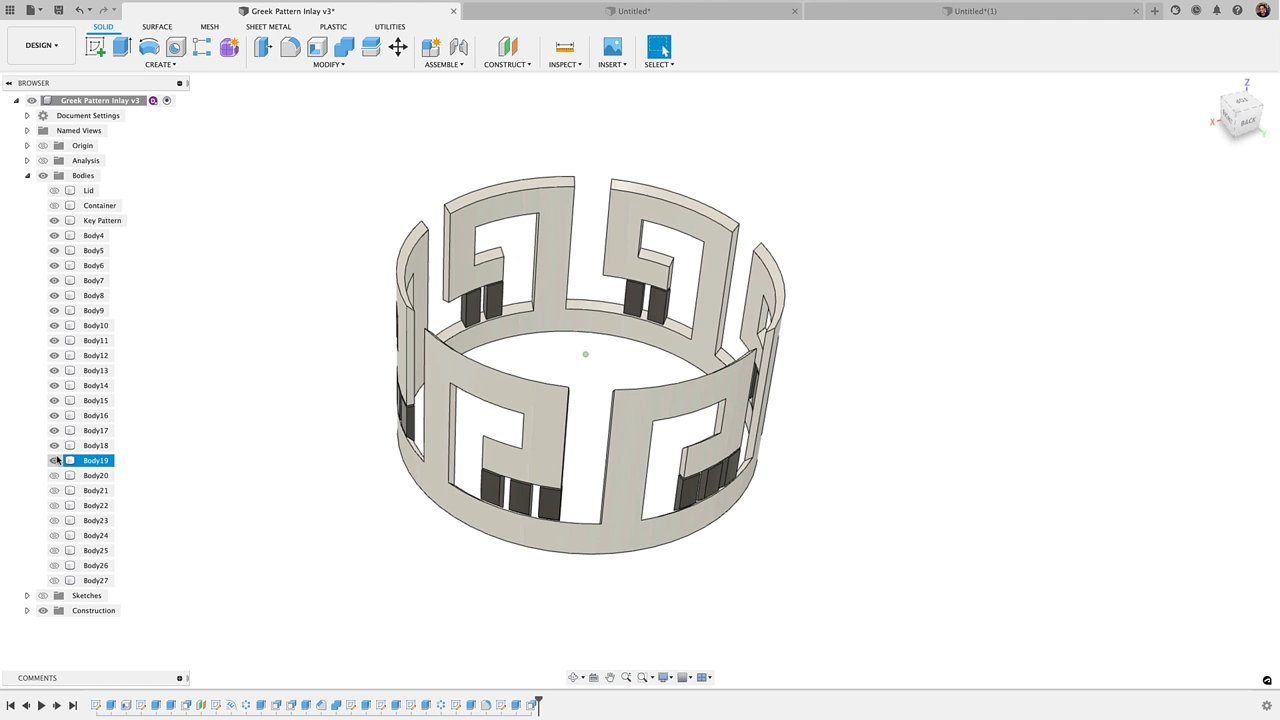 Greek Pattern Inlay v3*
Untitled*
Untitled*(1)
DESIGN
SOLID SURFACE MESH SHEET METAL PLASTIC UTILITIES
CREATE MODIFY ASSEMBLE CONSTRUCT INSPECT INSERT SELECT
BROWSER
Greek Pattern Inlay v3
Document Settings
Named Views
Origin
Analysis
Bodies
Lid
Container
Key Pattern
Body4
Body5
Body6
Body7
Body8
Body9
Body10
Body11
Body12
Body13
Body14
Body15
Body16
Body17
Body18
Body19
Body20
Body21
Body22
Body23
Body24
Body25
Body26
Body27
Sketches
Construction
COMMENTS
Z
X
BACK